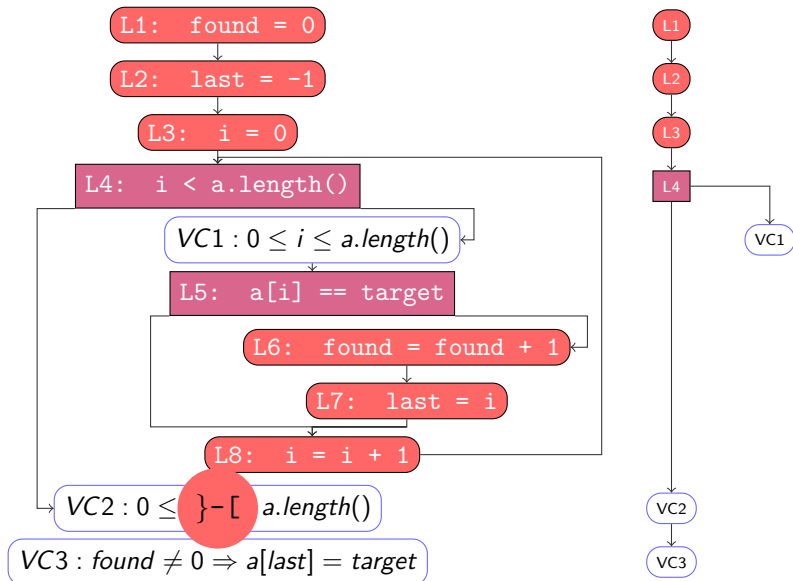 L1: found = 0
L2: last = -1
L3: i = 0
L4: i < a.length()
VC1 : 0 ≤ i ≤ a.length()
L5: a[i] == target
L6: found = found + 1
L7: last = i
L8: i = i + 1
VC2 : 0 ≤ }-[ a.length()
VC3 : found ≠ 0 ⇒ a[last] = target
L1
L2
L3
L4
VC1
VC2
VC3